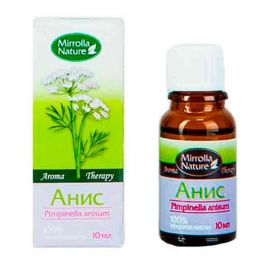 Mirrolla
Nature
Aroma Therapy
Анис
Pimpinella anisum
100%
10 мл
Mirrolla
Nature
Aroma Therapy
Анис
Pimpinella anisum
100%
10 мл